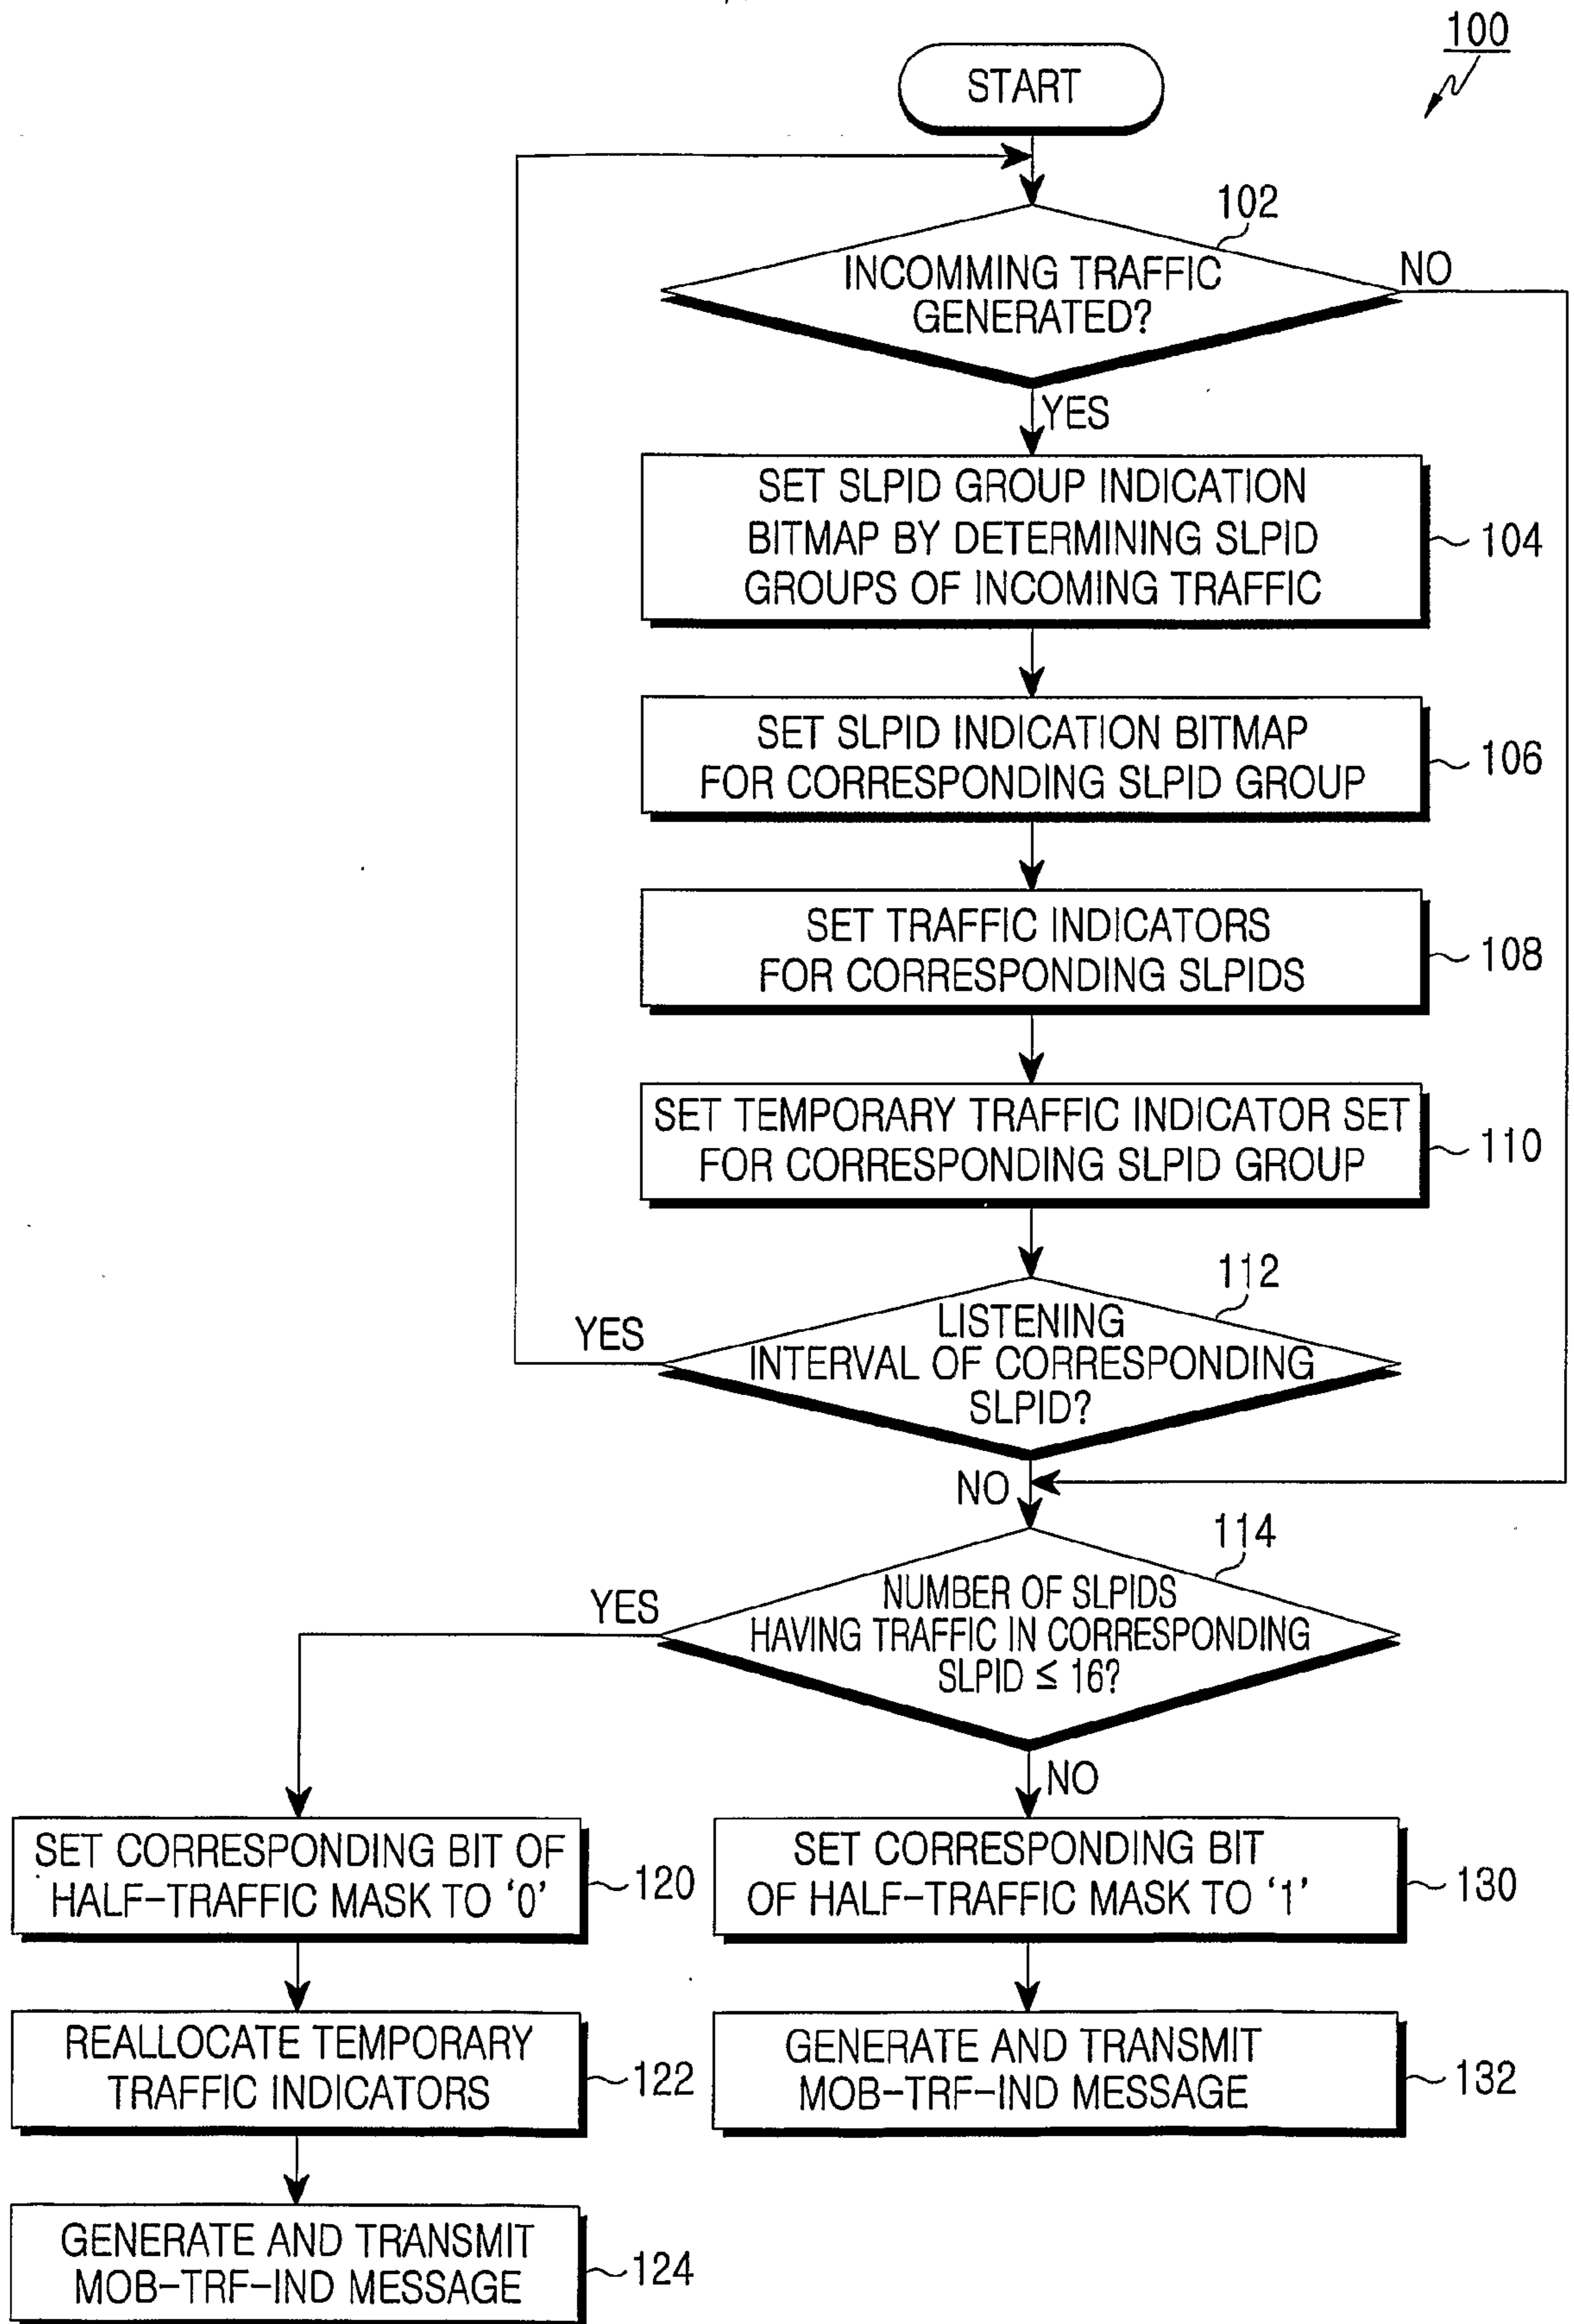 100
START
102
INCOMMING TRAFFIC
GENERATED?
NO
YES
SET SLPID GROUP INDICATION
BITMAP BY DETERMINING SLPID
GROUPS OF INCOMING TRAFFIC
104
SET SLPID INDICATION BITMAP
FOR CORRESPONDING SLPID GROUP
106
SET TRAFFIC INDICATORS
FOR CORRESPONDING SLPIDS
108
SET TEMPORARY TRAFFIC INDICATOR SET
FOR CORRESPONDING SLPID GROUP
110
112
LISTENING
INTERVAL OF CORRESPONDING
SLPID?
YES
NO
114
NUMBER OF SLPIDS
HAVING TRAFFIC IN CORRESPONDING
SLPID ≤ 16?
YES
NO
SET CORRESPONDING BIT OF
HALF-TRAFFIC MASK TO '0'
120
SET CORRESPONDING BIT
OF HALF-TRAFFIC MASK TO '1'
130
REALLOCATE TEMPORARY
TRAFFIC INDICATORS
122
GENERATE AND TRANSMIT
MOB-TRF-IND MESSAGE
132
GENERATE AND TRANSMIT
MOB-TRF-IND MESSAGE
124